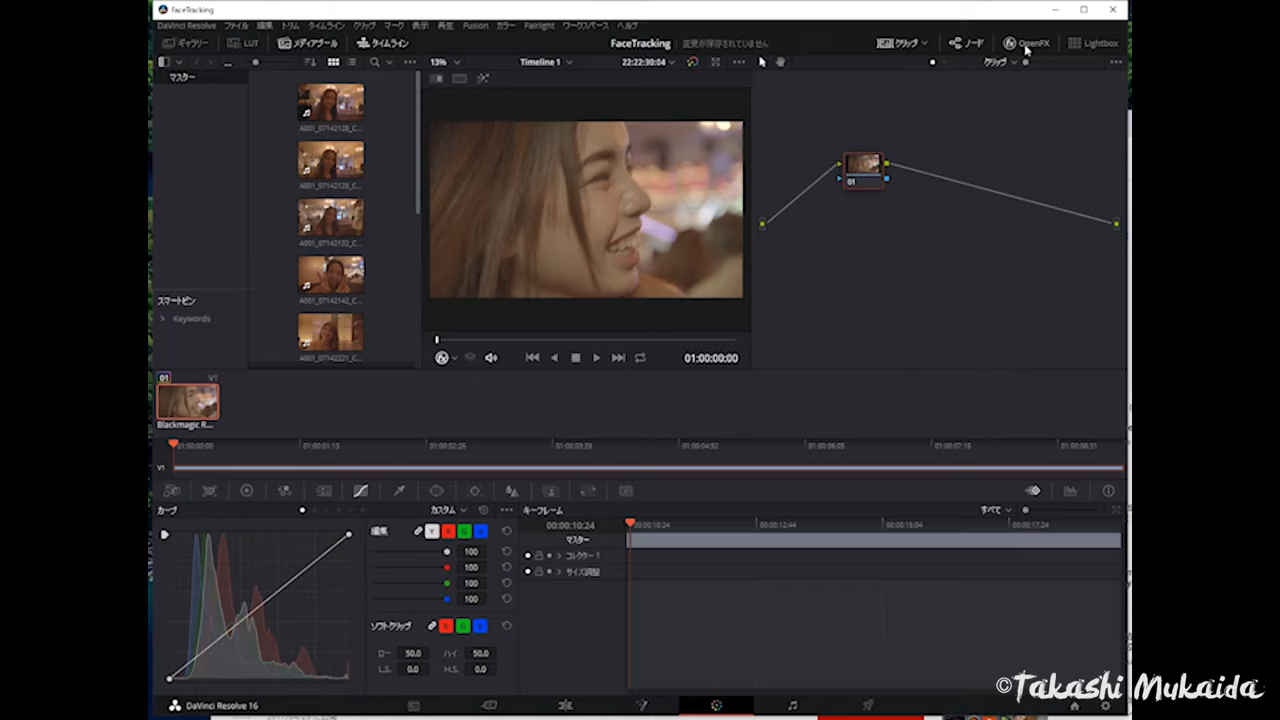 FaceTracking
DaVinci Resolve ファイル 編集 トリム タイムライン クリップ マーク 表示 再生 Fusion カラー Fairlight ワークスペース ヘルプ
ギャラリー LUT メディアプール タイムライン FaceTracking 変更が保存されていません クリップ ノード OpenFX Lightbox
13% Timeline 1 22:22:30:04 クリップ
マスター
A001_07142128_C...
A001_07142128_C...
01
A001_07142132_C...
A001_07142142_C...
スマートビン
Keywords
A001_07142221_C...
01:00:00:00
01 V1
Blackmagic R...
01:00:00:00 01:00:01:13 01:00:02:26 01:00:03:39 01:00:04:52 01:00:06:05 01:00:07:18 01:00:08:31
V1
カーブ カスタム キーフレーム すべて
編集 Y R G B
00:00:10:24 00:00:10:24 00:00:12:44 00:00:15:04 00:00:17:24
マスター
100 コレクター 1
100 サイズ調整
100
100
ソフトクリップ R G B
ロー 50.0 ハイ 50.0
L.S. 0.0 H.S. 0.0
DaVinci Resolve 16
©Takashi Mukaida